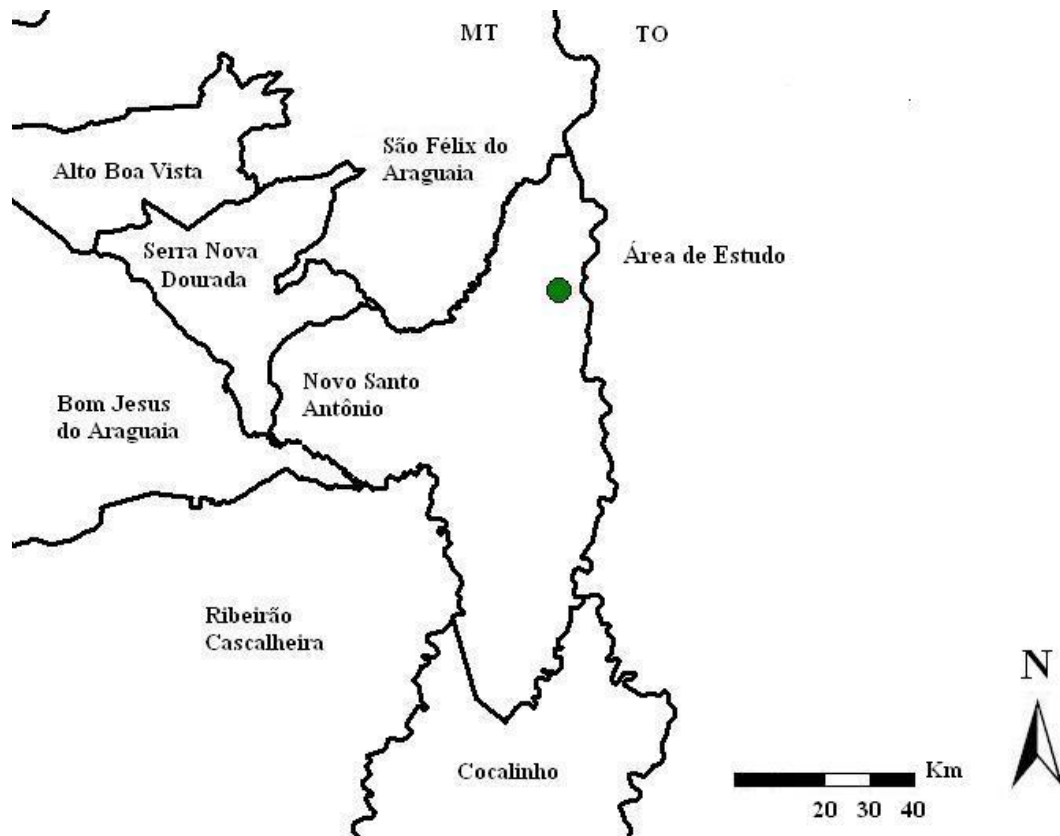 MT
TO
São Félix do
Araguaia
Alto Boa Vista
Serra Nova
Dourada
Área de Estudo
Novo Santo
Antônio
Bom Jesus
do Araguaia
Ribeirão
Cascalheira
N
Cocalinho
Km
20 30 40